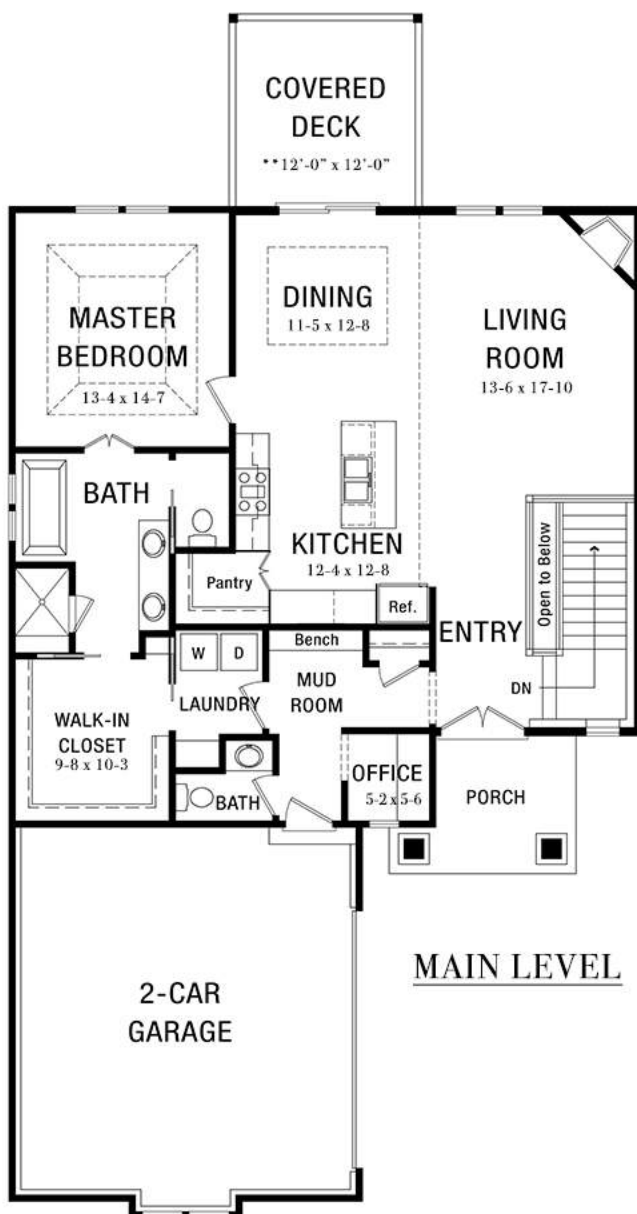 COVERED
DECK
**12'-0" x 12'-0"
MASTER
BEDROOM
13-4 x 14-7
DINING
11-5 x 12-8
LIVING
ROOM
13-6 x 17-10
BATH
KITCHEN
12-4 x 12-8
Pantry
Ref.
Open to Below
ENTRY
DN
W
D
Bench
LAUNDRY
MUD
ROOM
WALK-IN
CLOSET
9-8 x 10-3
BATH
OFFICE
5-2 x 5-6
PORCH
MAIN LEVEL
2-CAR
GARAGE